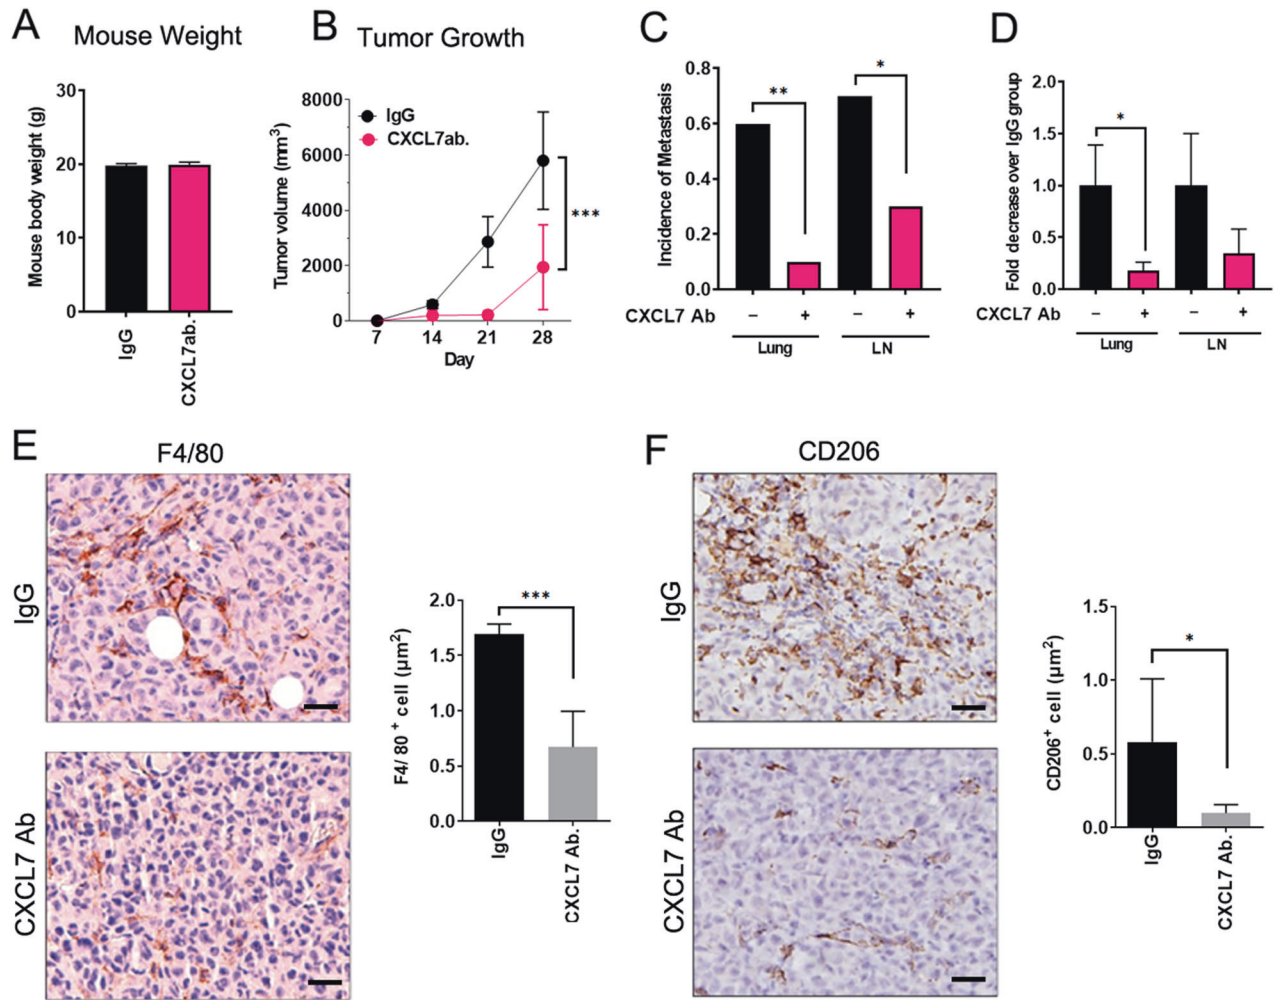 A Mouse Weight
Mouse body weight (g)
30
20
10
0
IgG
CXCL7ab.
B Tumor Growth
Tumor volume (mm³)
8000
6000
4000
2000
0
IgG
CXCL7ab.
***
7 14 21 28
Day
C
Incidence of Metastasis
0.8
0.6
0.4
0.2
0.0
**
*
CXCL7 Ab − + − +
Lung LN
D
Fold decrease over IgG group
2.0
1.5
1.0
0.5
0.0
*
CXCL7 Ab − + − +
Lung LN
E F4/80
IgG
CXCL7 Ab
F4/ 80 ⁺ cell (μm²)
2.0
1.5
1.0
0.5
0.0
***
IgG
CXCL7 Ab.
F CD206
IgG
CXCL7 Ab
CD206⁺ cell (μm²)
1.5
1.0
0.5
0.0
*
IgG
CXCL7 Ab.